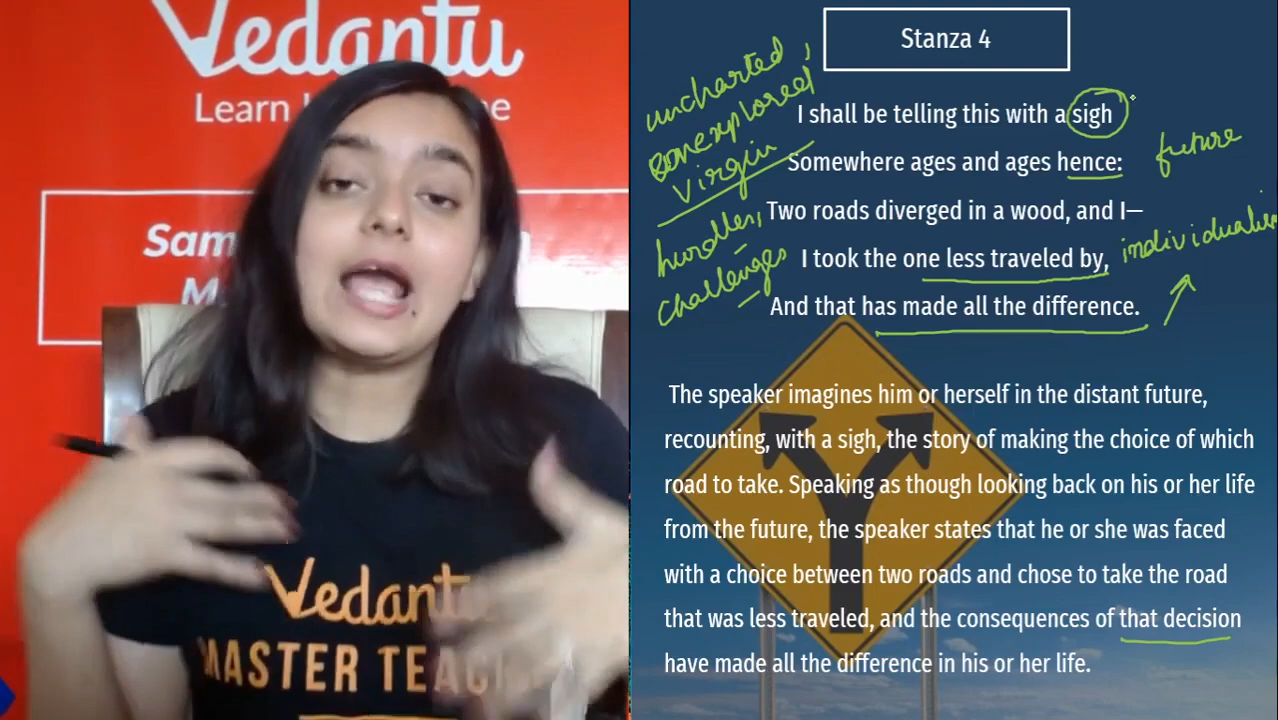 Vedantu
Learn
Sam
M
Vedantu
MASTER TEAC
Stanza 4
I shall be telling this with a sigh
Somewhere ages and ages hence:
Two roads diverged in a wood, and I—
I took the one less traveled by,
And that has made all the difference.
uncharted,
unexplored
virgin
hurdles,
challenges
future
individualis
The speaker imagines him or herself in the distant future,
recounting, with a sigh, the story of making the choice of which
road to take. Speaking as though looking back on his or her life
from the future, the speaker states that he or she was faced
with a choice between two roads and chose to take the road
that was less traveled, and the consequences of that decision
have made all the difference in his or her life.